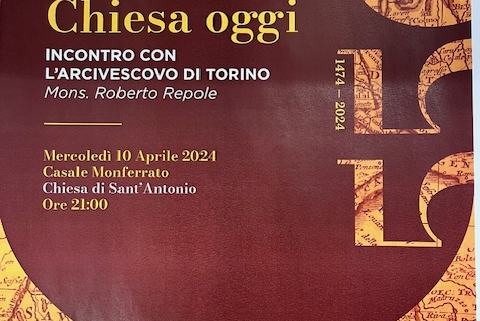 Chiesa oggi
INCONTRO CON
L'ARCIVESCOVO DI TORINO
Mons. Roberto Repole
Mercoledì 10 Aprile 2024
Casale Monferrato
Chiesa di Sant'Antonio
Ore 21:00
1474 – 2024